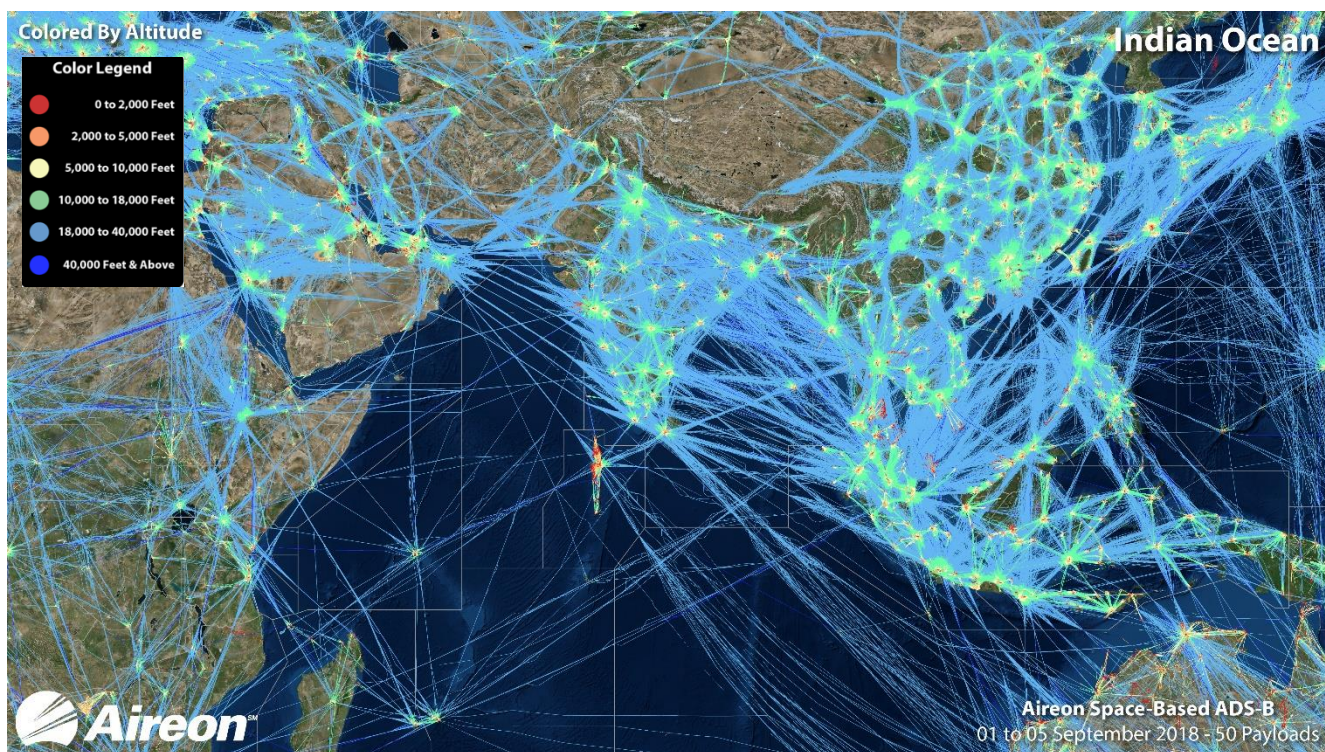 Colored By Altitude
Indian Ocean
Color Legend
0 to 2,000 Feet
2,000 to 5,000 Feet
5,000 to 10,000 Feet
10,000 to 18,000 Feet
18,000 to 40,000 Feet
40,000 Feet & Above
Aireon SM
Aireon Space-Based ADS-B
01 to 05 September 2018 - 50 Payloads